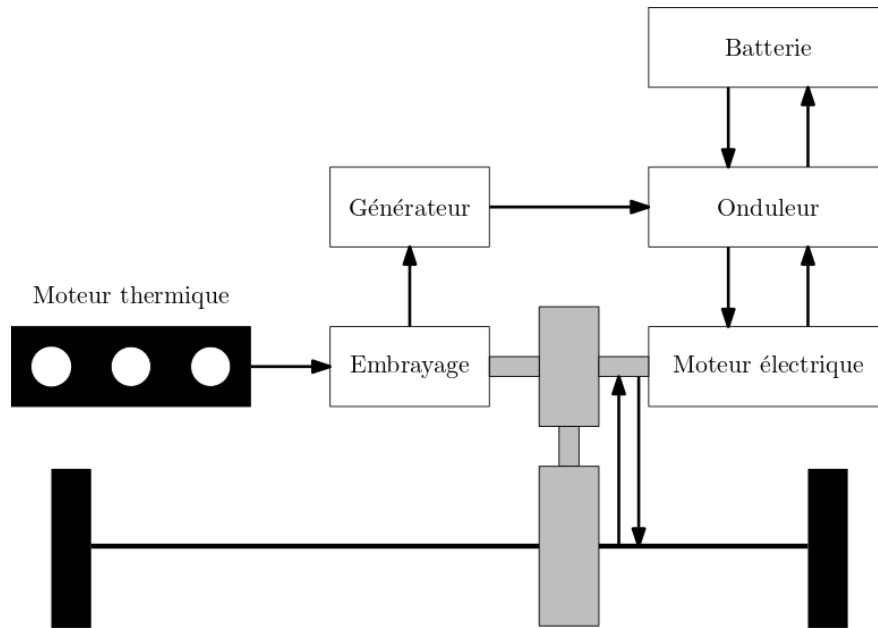 Batterie
Générateur
Onduleur
Moteur thermique
Embrayage
Moteur électrique